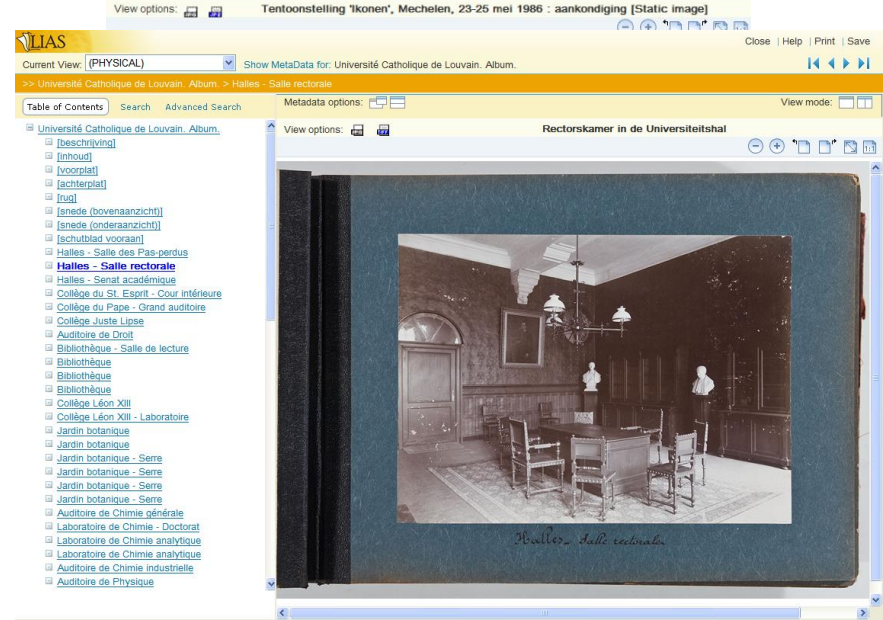 View options:
Tentoonstelling 'Ikonen', Mechelen, 23-25 mei 1986 : aankondiging [Static image]
LIAS
Close | Help | Print | Save
Current View: (PHYSICAL) Show MetaData for: Université Catholique de Louvain. Album.
>> Université Catholique de Louvain. Album. > Halles - Salle rectorale
Table of Contents Search Advanced Search
Metadata options: View mode:
View options: Rectorskamer in de Universiteitshal
Université Catholique de Louvain. Album.
[beschrijving]
[inhoud]
[voorplat]
[achterplat]
[rug]
[snede (bovenaanzicht)]
[snede (onderaanzicht)]
[schutblad vooraan]
Halles - Salle des Pas-perdus
Halles - Salle rectorale
Halles - Senat académique
Collège du St. Esprit - Cour intérieure
Collège du Pape - Grand auditoire
Collège Juste Lipse
Auditoire de Droit
Bibliothèque - Salle de lecture
Bibliothèque
Bibliothèque
Bibliothèque
Collège Léon XIII
Collège Léon XIII - Laboratoire
Jardin botanique
Jardin botanique
Jardin botanique - Serre
Jardin botanique - Serre
Jardin botanique - Serre
Jardin botanique - Serre
Auditoire de Chimie générale
Laboratoire de Chimie - Doctorat
Laboratoire de Chimie analytique
Laboratoire de Chimie analytique
Auditoire de Chimie industrielle
Auditoire de Physique
Halles - Salle rectorale